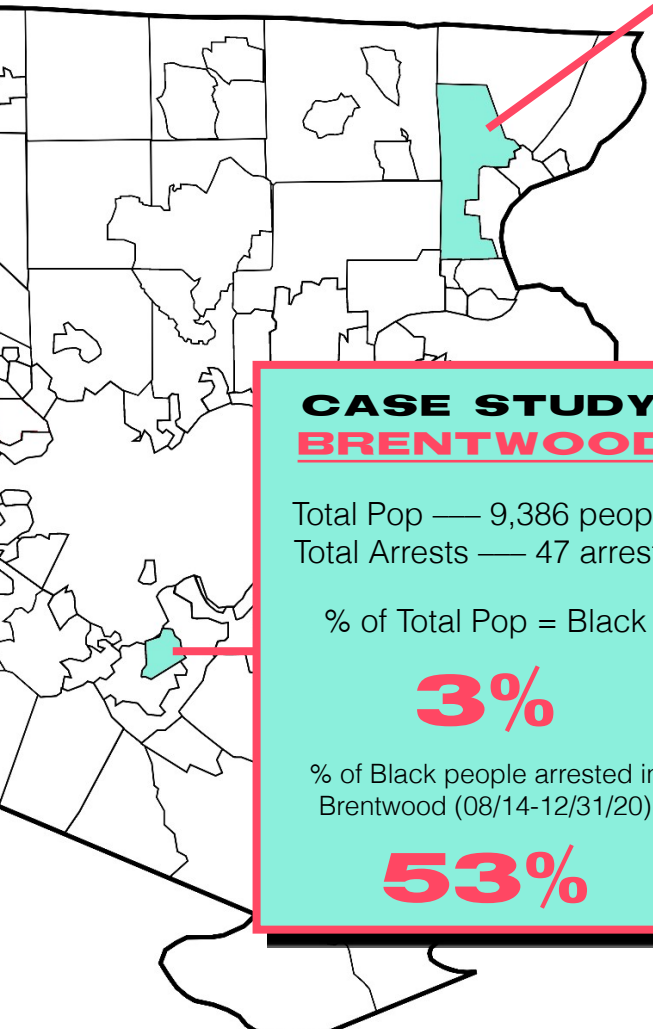 CASE STUDY
BRENTWOOD
Total Pop —– 9,386 peop
Total Arrests —– 47 arrest
% of Total Pop = Black
3%
% of Black people arrested in
Brentwood (08/14-12/31/20)
53%